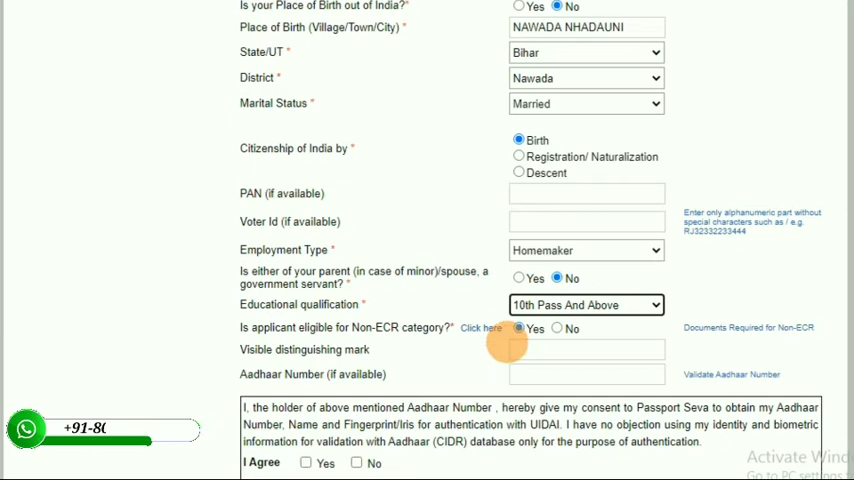 Is your Place of Birth out of India?* Yes No
Place of Birth (Village/Town/City) * NAWADA NHADAUNI
State/UT * Bihar
District * Nawada
Marital Status * Married
Birth
Citizenship of India by *
Registration/ Naturalization
Descent
PAN (if available)
Voter Id (if available)
Enter only alphanumeric part without
special characters such as / e.g.
RJ32332233444
Employment Type * Homemaker
Is either of your parent (in case of minor)/spouse, a
government servant? * Yes No
Educational qualification * 10th Pass And Above
Is applicant eligible for Non-ECR category?* Click here Yes No Documents Required for Non-ECR
Visible distinguishing mark
Aadhaar Number (if available) Validate Aadhaar Number
I, the holder of above mentioned Aadhaar Number , hereby give my consent to Passport Seva to obtain my Aadhaar
Number, Name and Fingerprint/Iris for authentication with UIDAI. I have no objection using my identity and biometric
information for validation with Aadhaar (CIDR) database only for the purpose of authentication.
I Agree Yes No
+91-80
Activate Wind
Go to PC settings